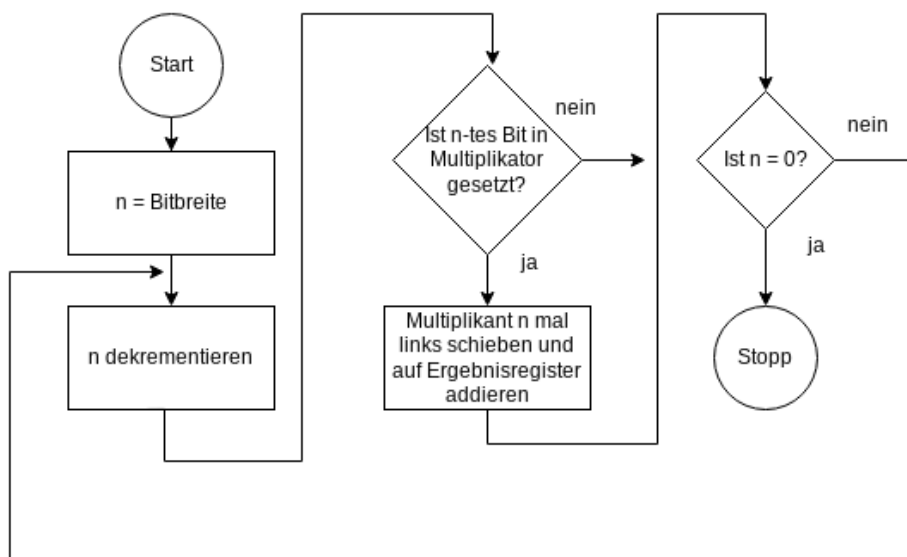 Start
n = Bitbreite
n dekrementieren
Ist n-tes Bit in
Multiplikator
gesetzt?
nein
ja
Multiplikant n mal
links schieben und
auf Ergebnisregister
addieren
Ist n = 0?
nein
ja
Stopp